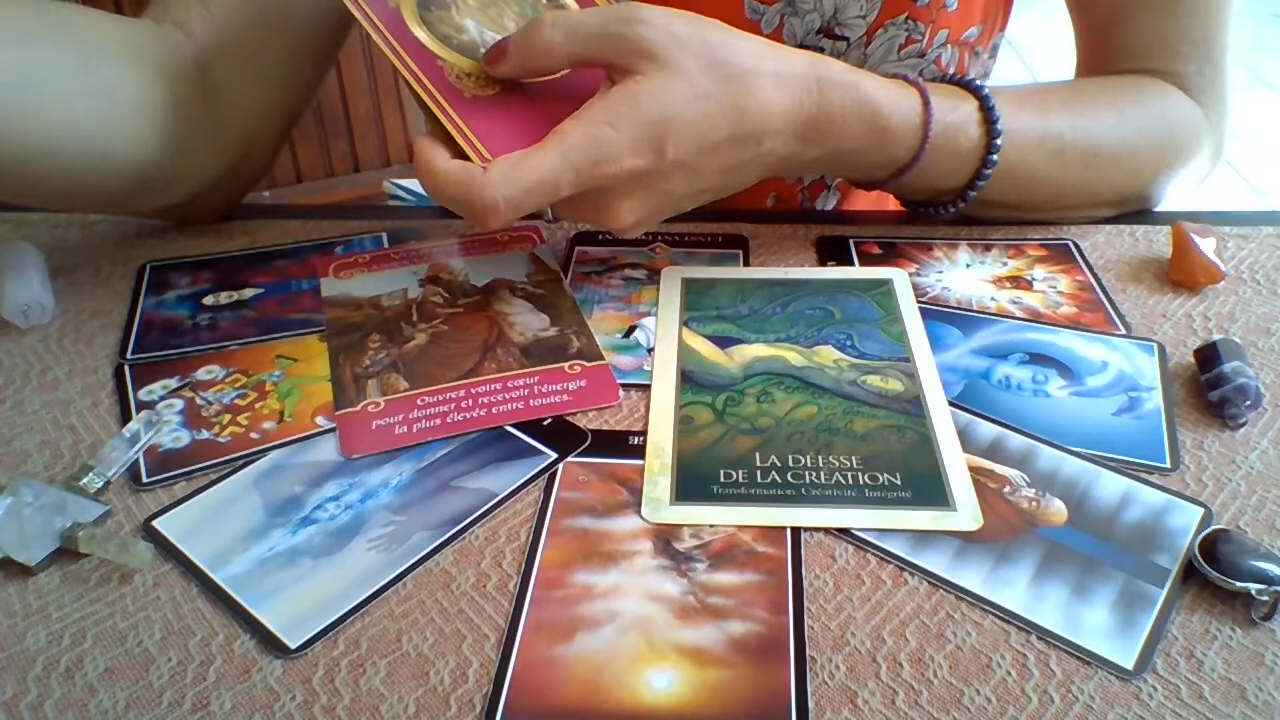 Ouvrez votre cœur
pour donner et recevoir l'énergie
la plus élevée entre toutes.
LA DÉESSE
DE LA CRÉATION
Transformation. Créativité. Intégrité